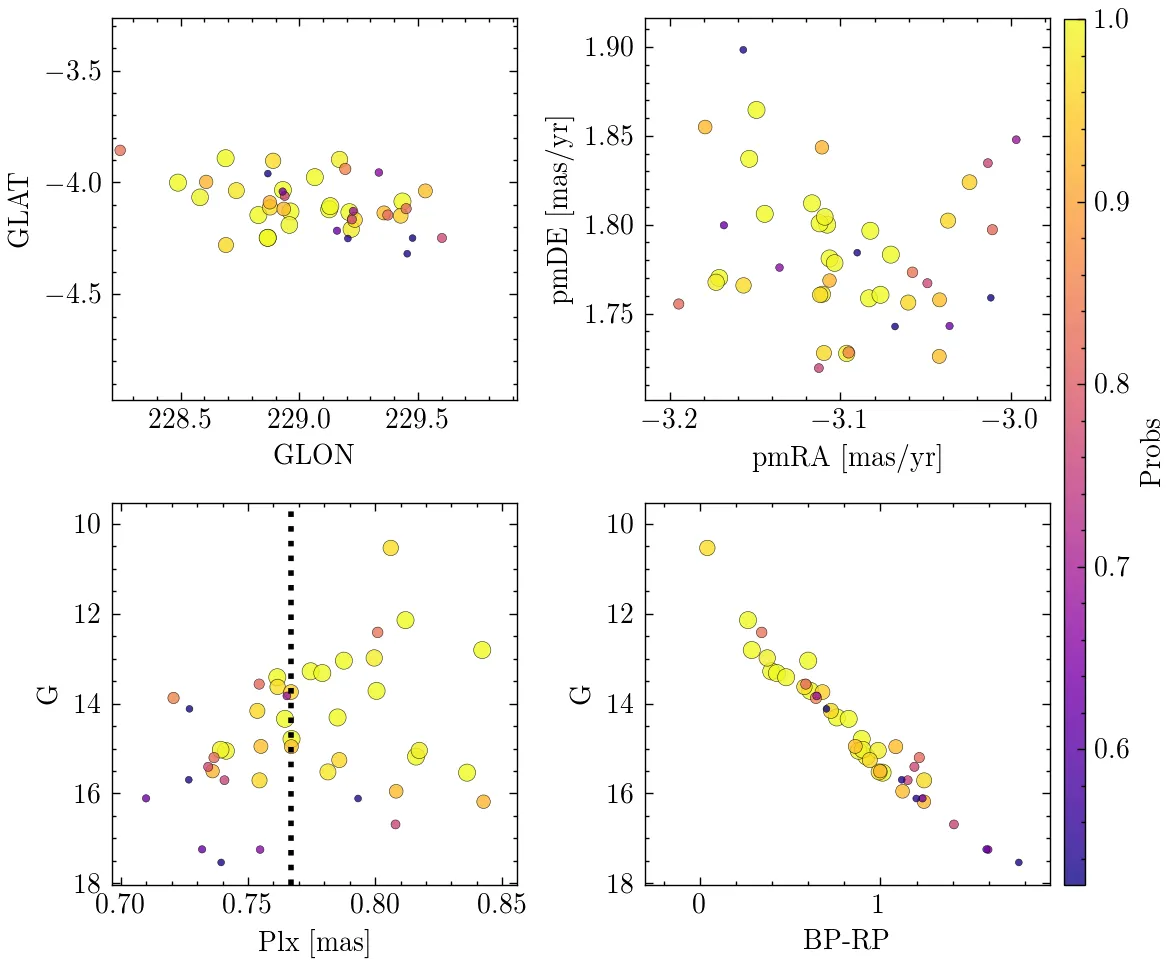 −3.5
−4.0
−4.5
GLAT
228.5 229.0 229.5
GLON
1.90
1.85
1.80
1.75
pmDE [mas/yr]
−3.2 −3.1 −3.0
pmRA [mas/yr]
1.0
0.9
0.8
0.7
0.6
Probs
10
12
14
16
18
G
0.70 0.75 0.80 0.85
Plx [mas]
10
12
14
16
18
G
0 1
BP-RP